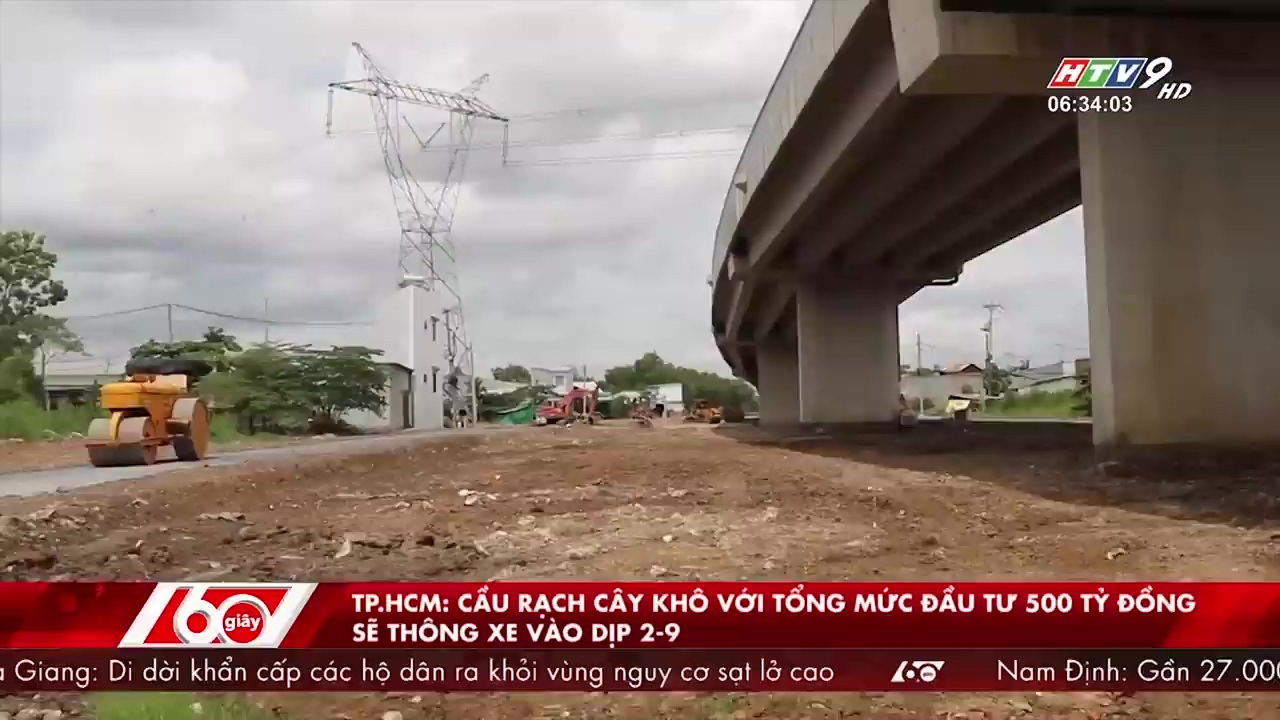 HTV9 HD
06:34:03
60 giây
TP.HCM: CẦU RẠCH CÂY KHÔ VỚI TỔNG MỨC ĐẦU TƯ 500 TỶ ĐỒNG
SẼ THÔNG XE VÀO DỊP 2-9
Giang: Di dời khẩn cấp các hộ dân ra khỏi vùng nguy cơ sạt lở cao 60 Nam Định: Gần 27.000